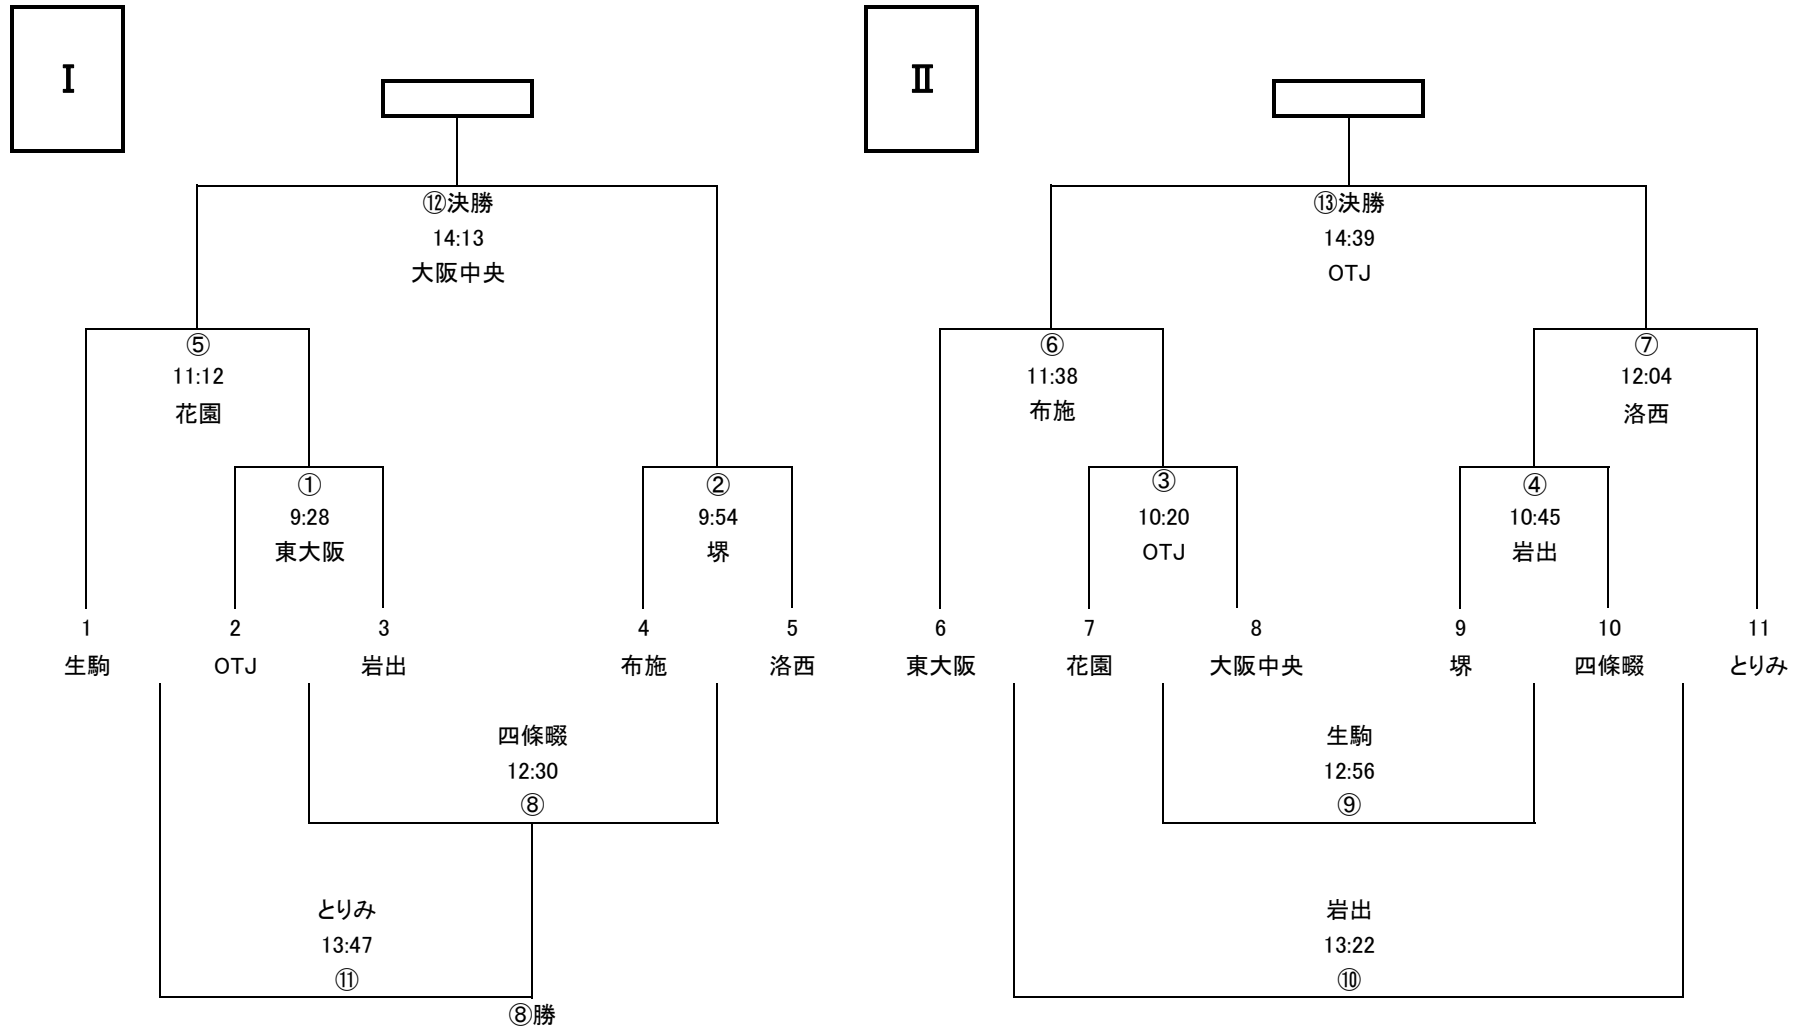 Ⅰ
⑫決勝
14:13
大阪中央
⑤
11:12
花園
①
9:28
東大阪
②
9:54
堺
1
2
3
4
5
生駒
OTJ
岩出
布施
洛西
四條畷
12:30
⑧
とりみ
13:47
⑪
⑧勝
Ⅱ
⑬決勝
14:39
OTJ
⑥
11:38
布施
⑦
12:04
洛西
③
10:20
OTJ
④
10:45
岩出
6
7
8
9
10
11
東大阪
花園
大阪中央
堺
四條畷
とりみ
生駒
12:56
⑨
岩出
13:22
⑩